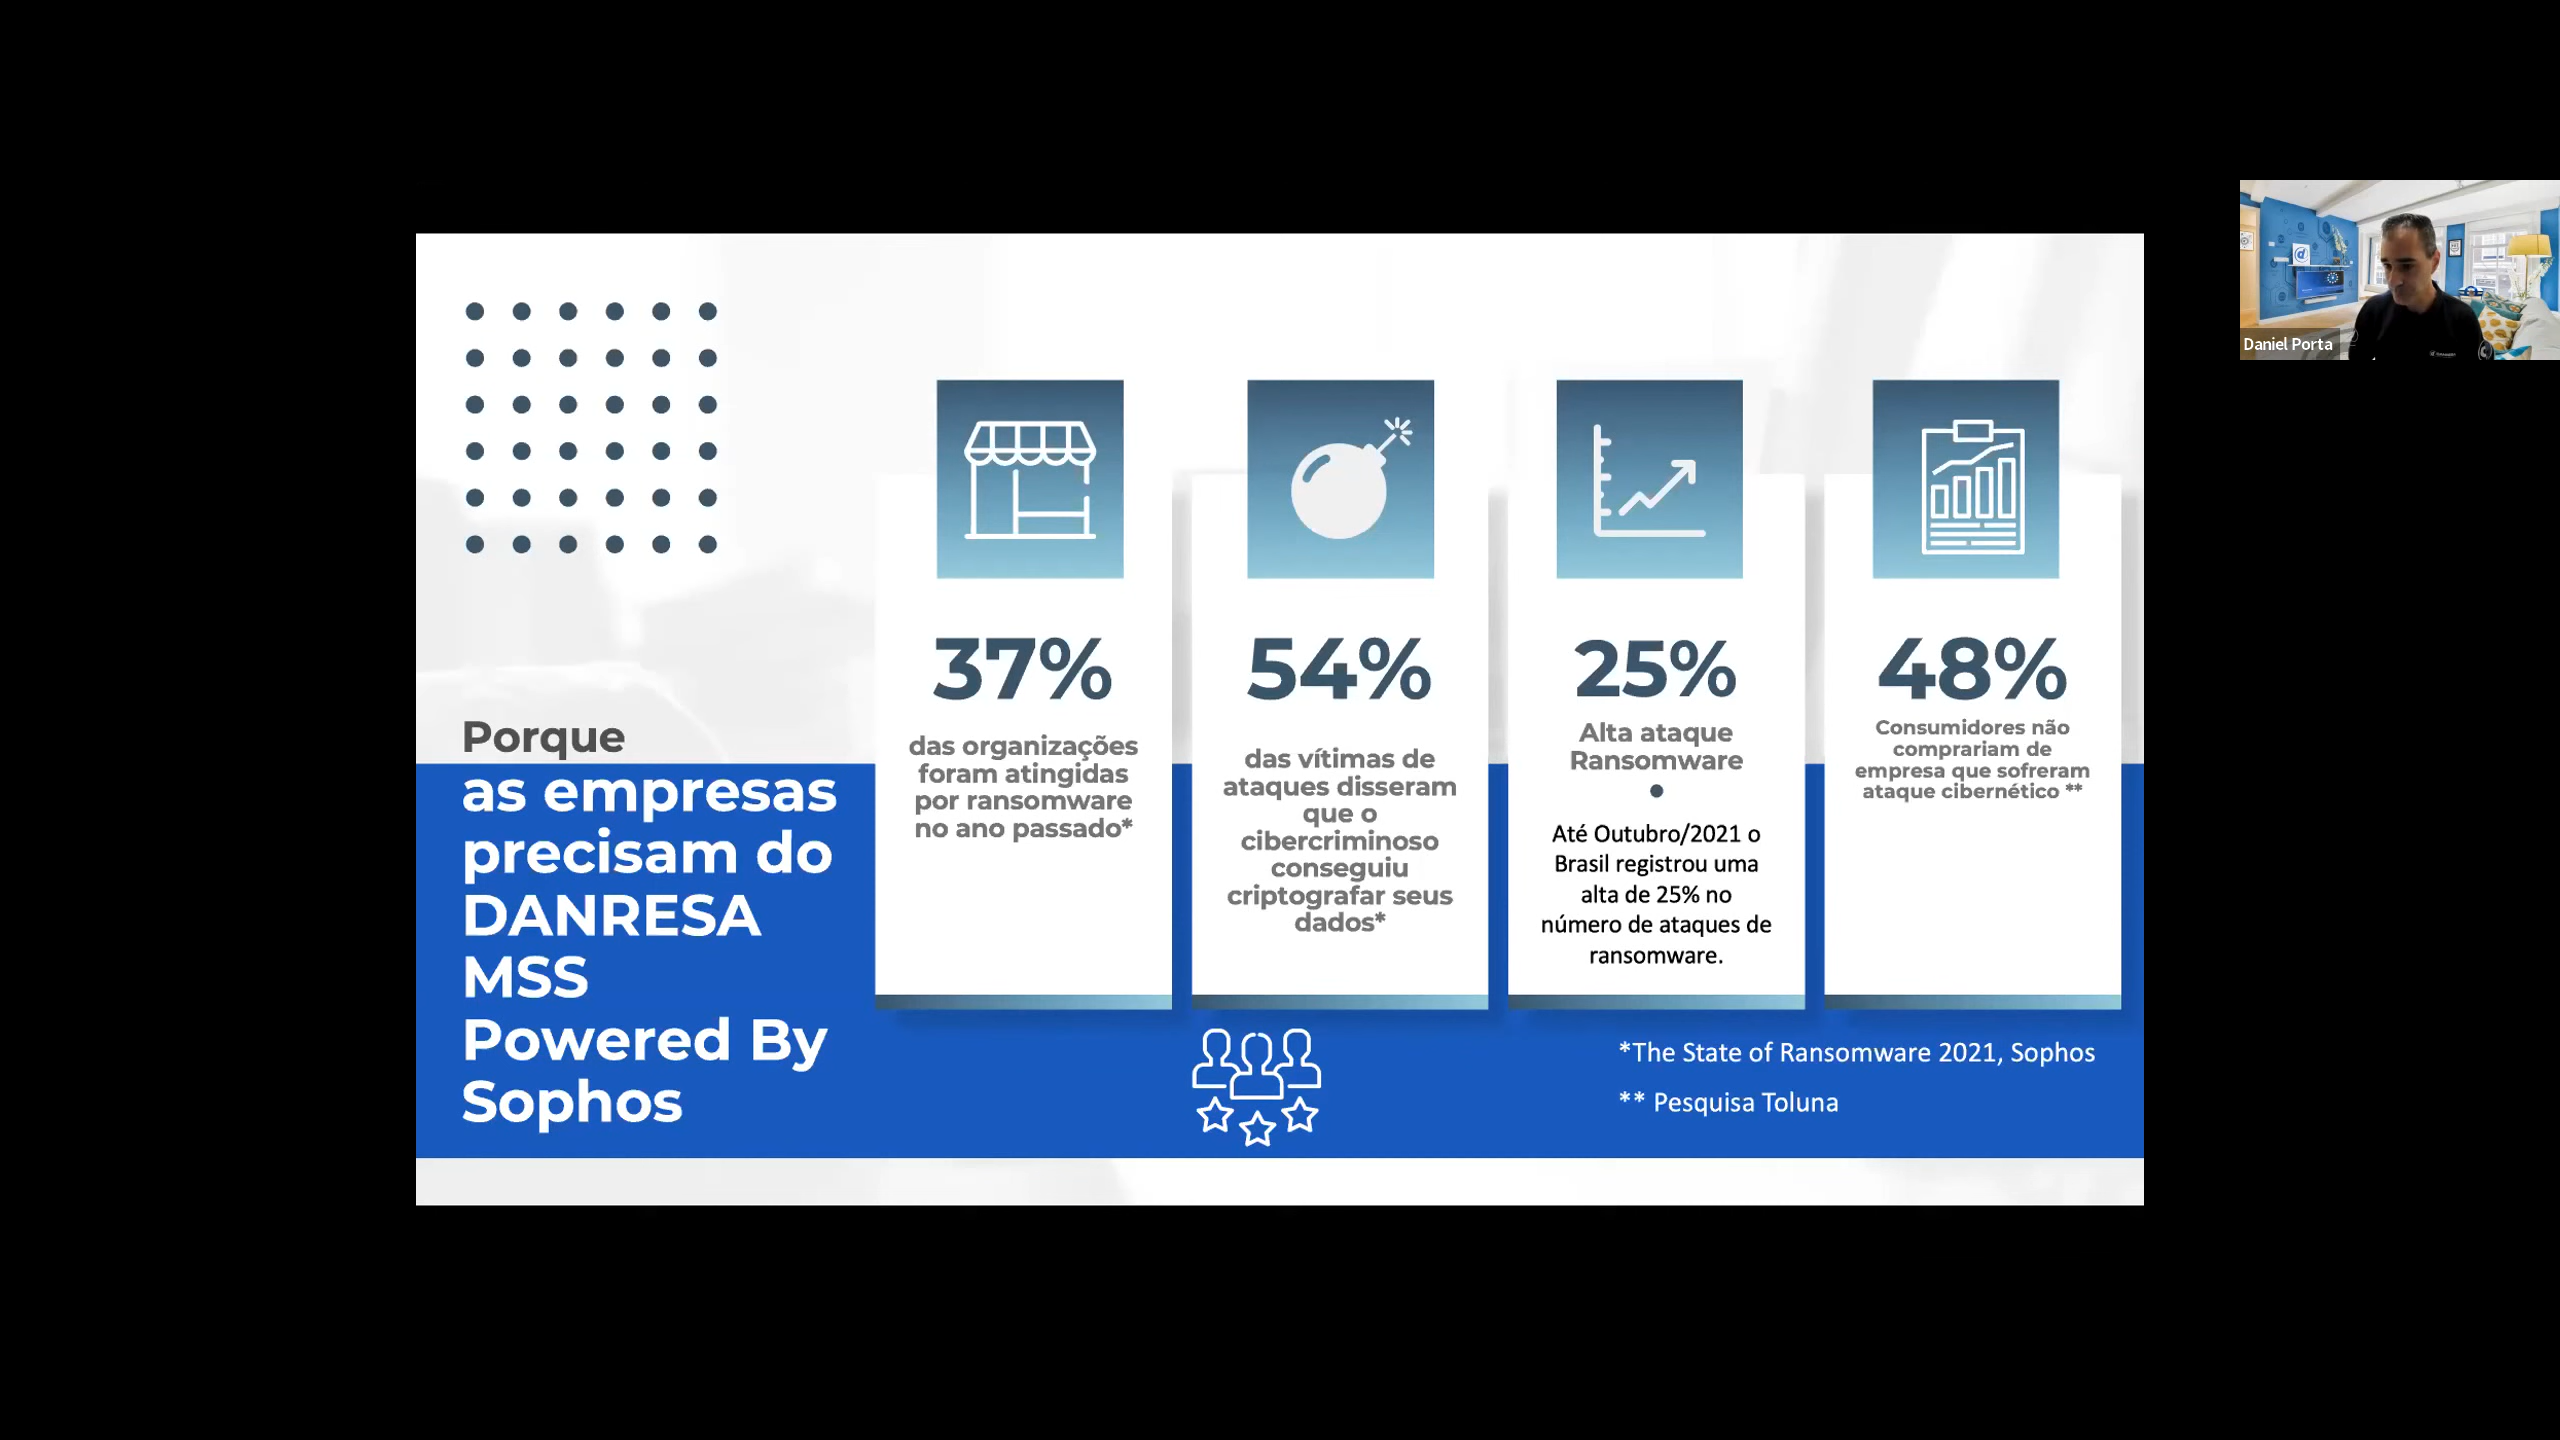 Daniel Porta
Porque
as empresas
precisam do
DANRESA
MSS
Powered By
Sophos
37%
das organizações
foram atingidas
por ransomware
no ano passado*
54%
das vítimas de
ataques disseram
que o
cibercriminoso
conseguiu
criptografar seus
dados*
25%
Alta ataque
Ransomware
Até Outubro/2021 o
Brasil registrou uma
alta de 25% no
número de ataques de
ransomware.
48%
Consumidores não
comprariam de
empresa que sofreram
ataque cibernético **
*The State of Ransomware 2021, Sophos
** Pesquisa Toluna